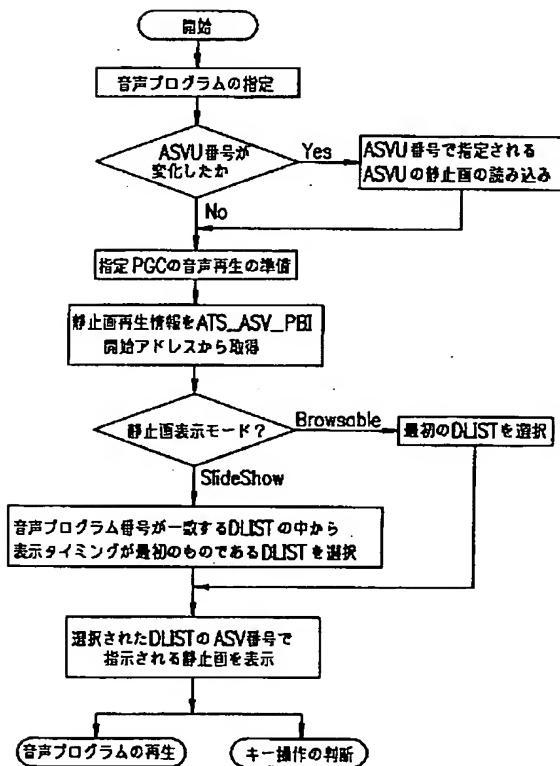 開始
音声プログラムの指定
ASVU番号が
変化したか
Yes
ASVU番号で指定される
ASVUの静止画の読み込み
No
指定PGCの音声再生の準備
静止画再生情報をATS_ASV_PBI
開始アドレスから取得
静止画表示モード?
Browsable
最初のDLISTを選択
SlideShow
音声プログラム番号が一致するDLISTの中から
表示タイミングが最初のものであるDLISTを選択
選択されたDLISTのASV番号で
指示される静止画を表示
音声プログラムの再生
キー操作の判断